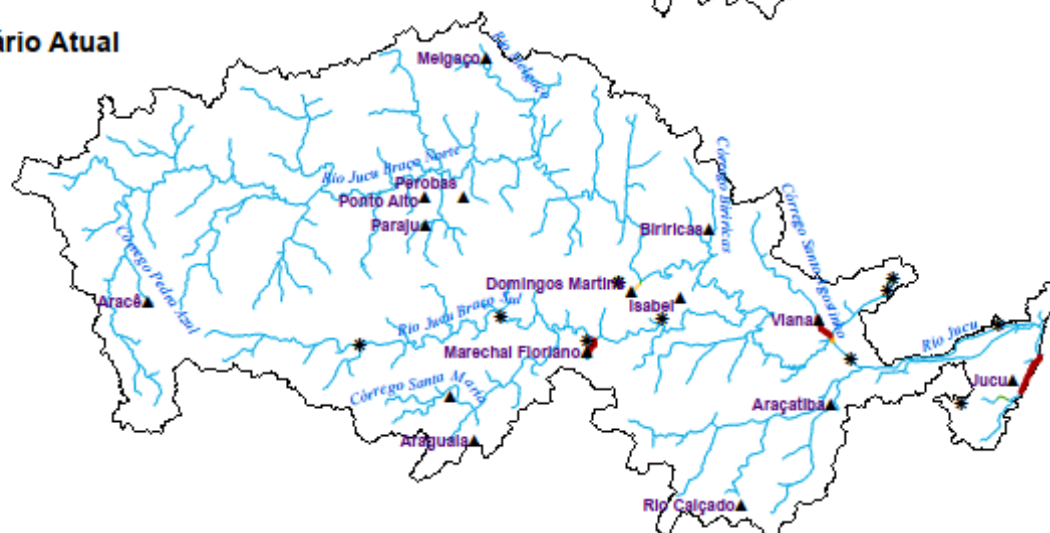 ário Atual
Melgaço
Rio Melgaço
Rio Jucu Braço Norte
Perobas
Ponto Alto
Paraju
Biriricas
Córrego Biriricas
Córrego Santo Agostinho
Córrego Pedra Azul
Aracê
Domingos Martins
Isabel
Rio Jucu Braço Sul
Viana
Rio Jucu
Marechal Floriano
Córrego Santa Maria
Jucu
Araçatiba
Araguaia
Rio Calçado